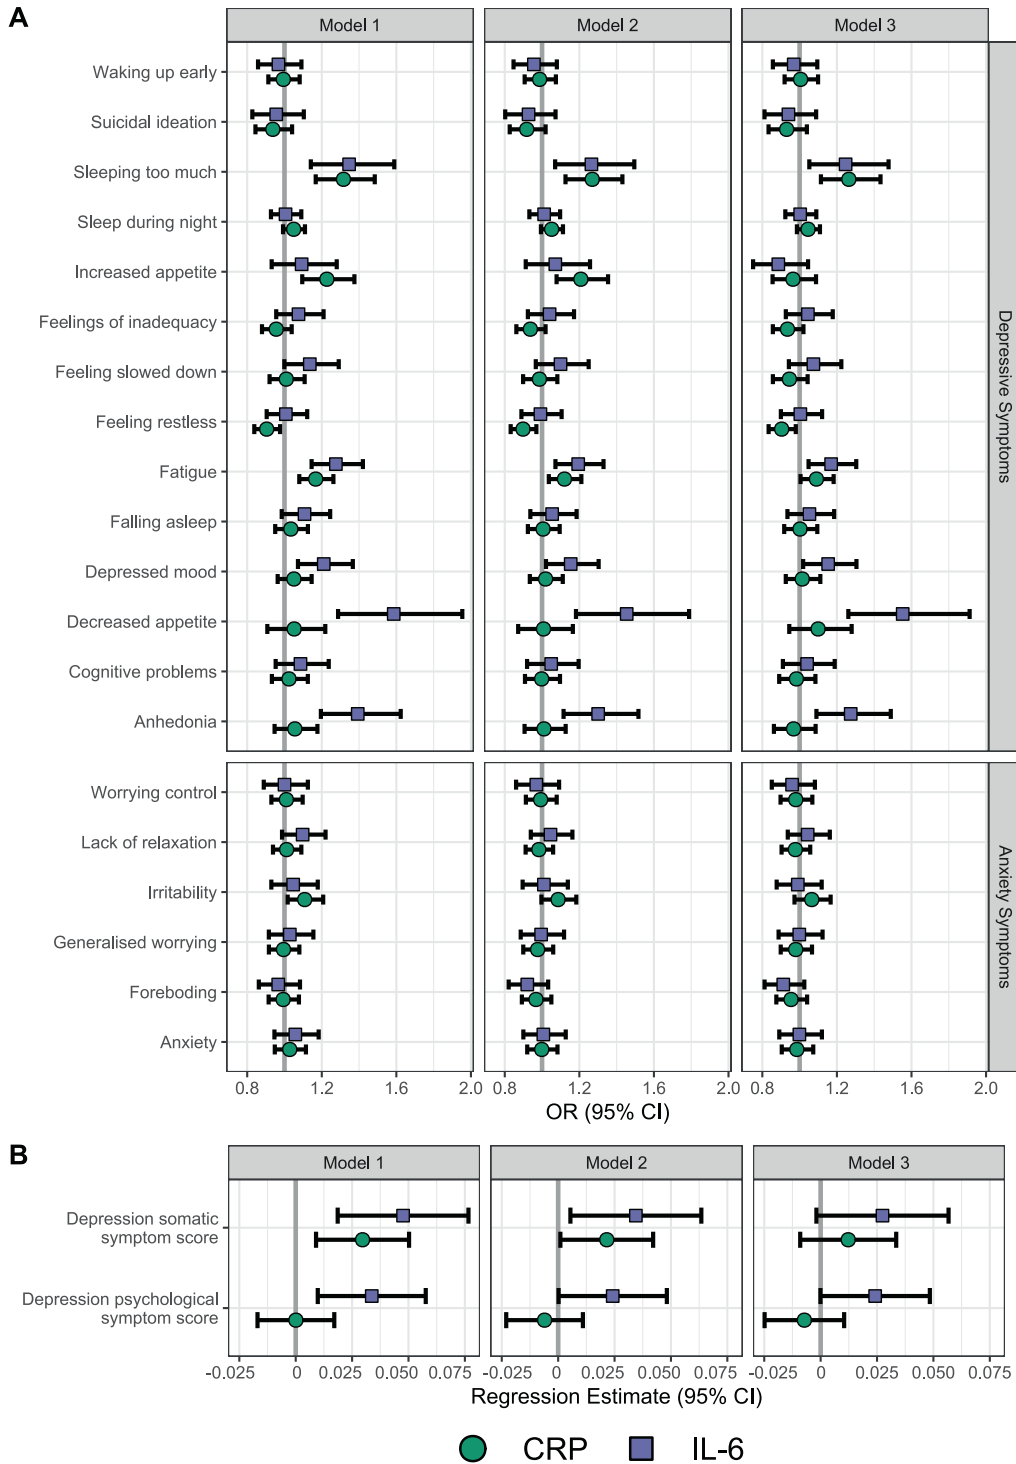 A
Model 1
Model 2
Model 3
Waking up early
Suicidal ideation
Sleeping too much
Sleep during night
Increased appetite
Feelings of inadequacy
Feeling slowed down
Feeling restless
Fatigue
Falling asleep
Depressed mood
Decreased appetite
Cognitive problems
Anhedonia
Depressive Symptoms
Worrying control
Lack of relaxation
Irritability
Generalised worrying
Foreboding
Anxiety
Anxiety Symptoms
0.8 1.2 1.6 2.0
0.8 1.2 1.6 2.0
0.8 1.2 1.6 2.0
OR (95% CI)
B
Model 1
Model 2
Model 3
Depression somatic
symptom score
Depression psychological
symptom score
-0.025 0 0.025 0.050 0.075
-0.025 0 0.025 0.050 0.075
-0.025 0 0.025 0.050 0.075
Regression Estimate (95% CI)
CRP IL-6